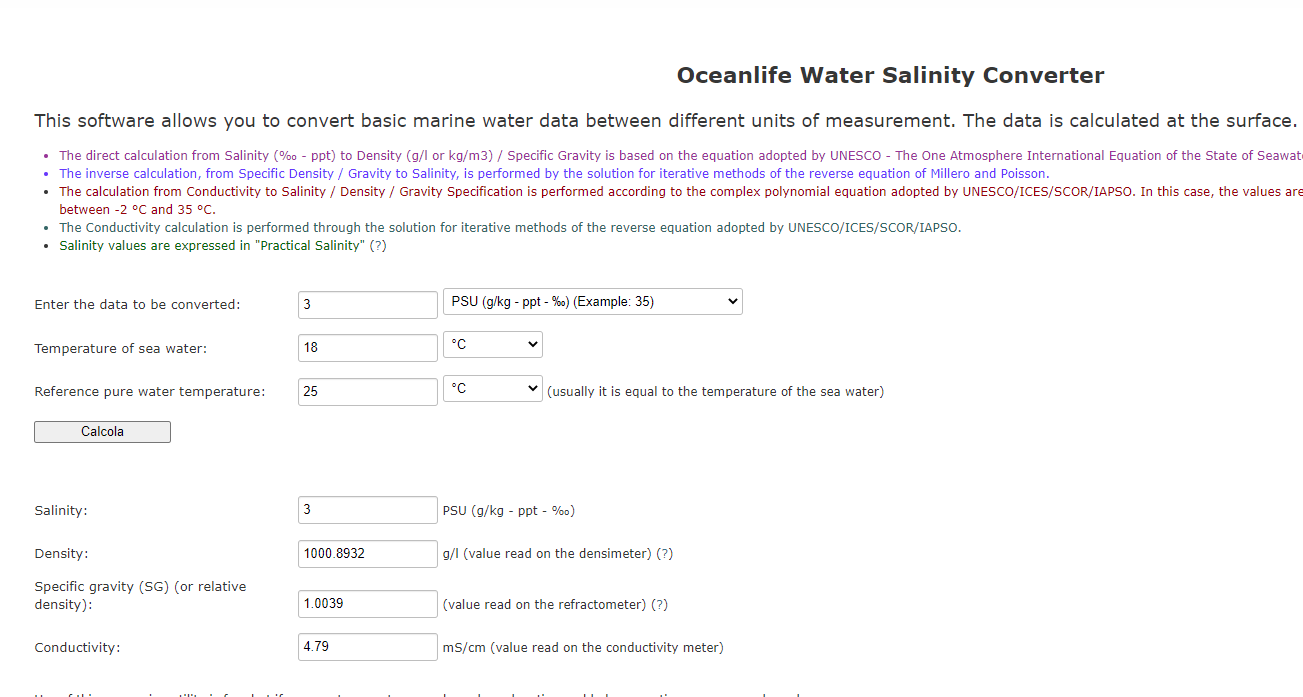 Oceanlife Water Salinity Converter
This software allows you to convert basic marine water data between different units of measurement. The data is calculated at the surface.
• The direct calculation from Salinity (‰ - ppt) to Density (g/l or kg/m3) / Specific Gravity is based on the equation adopted by UNESCO - The One Atmosphere International Equation of the State of
• The inverse calculation, from Specific Density / Gravity to Salinity, is performed by the solution for iterative methods of the reverse equation of Millero and Poisson.
• The calculation from Conductivity to Salinity / Density / Gravity Specification is performed according to the complex polynomial equation adopted by UNESCO/ICES/SCOR/IAPSO. In this case, the values are
between -2 °C and 35 °C.
• The Conductivity calculation is performed through the solution for iterative methods of the reverse equation adopted by UNESCO/ICES/SCOR/IAPSO.
• Salinity values are expressed in "Practical Salinity" (?)
Enter the data to be converted: 3 PSU (g/kg - ppt - ‰) (Example: 35)
Temperature of sea water: 18 °C
Reference pure water temperature: 25 °C (usually it is equal to the temperature of the sea water)
Calcola
Salinity: 3 PSU (g/kg - ppt - ‰)
Density: 1000.8932 g/l (value read on the densimeter) (?)
Specific gravity (SG) (or relative
density): 1.0039 (value read on the refractometer) (?)
Conductivity: 4.79 mS/cm (value read on the conductivity meter)